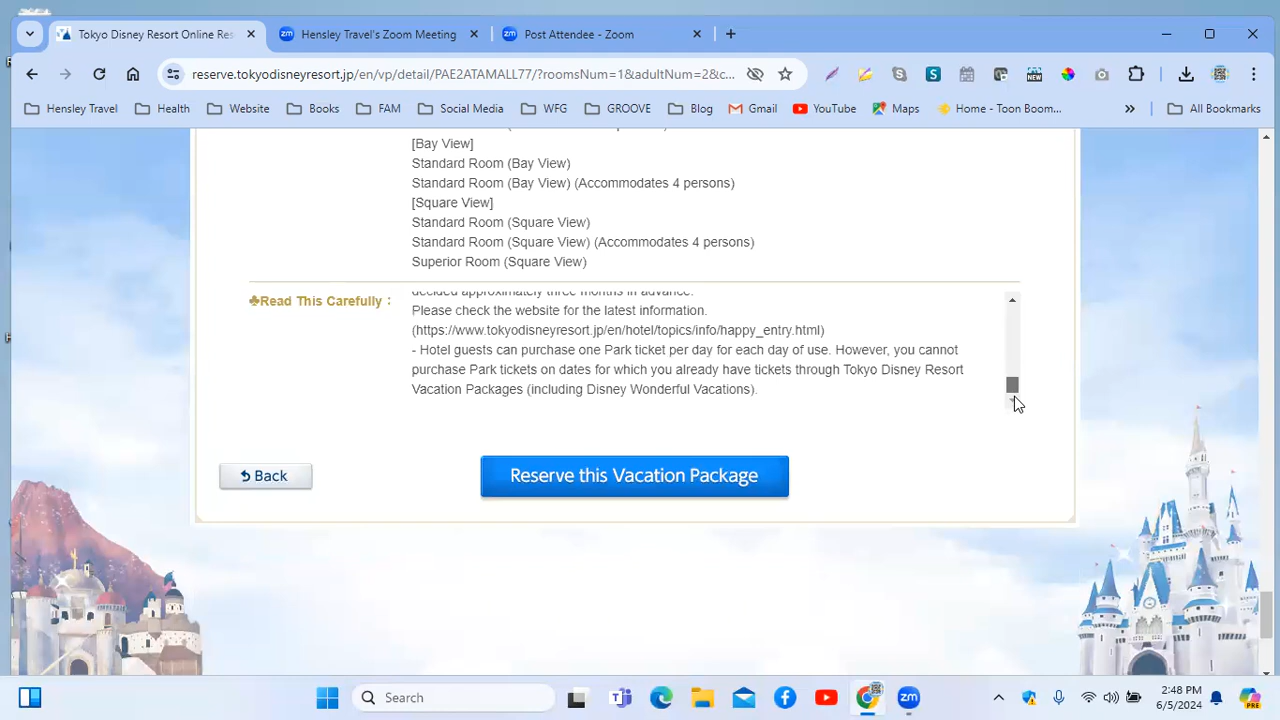 Tokyo Disney Resort Online Res
Hensley Travel's Zoom Meeting
Post Attendee - Zoom
reserve.tokyodisneyresort.jp/en/vp/detail/PAE2ATAMALL77/?roomsNum=1&adultNum=2&c...
Hensley Travel
Health
Website
Books
FAM
Social Media
WFG
GROOVE
Blog
Gmail
YouTube
Maps
Home - Toon Boom...
All Bookmarks
[Bay View]
Standard Room (Bay View)
Standard Room (Bay View) (Accommodates 4 persons)
[Square View]
Standard Room (Square View)
Standard Room (Square View) (Accommodates 4 persons)
Superior Room (Square View)
♣Read This Carefully：
decided approximately three months in advance.
Please check the website for the latest information.
(https://www.tokyodisneyresort.jp/en/hotel/topics/info/happy_entry.html)
- Hotel guests can purchase one Park ticket per day for each day of use. However, you cannot
purchase Park tickets on dates for which you already have tickets through Tokyo Disney Resort
Vacation Packages (including Disney Wonderful Vacations).
Back
Reserve this Vacation Package
Search
2:48 PM
6/5/2024